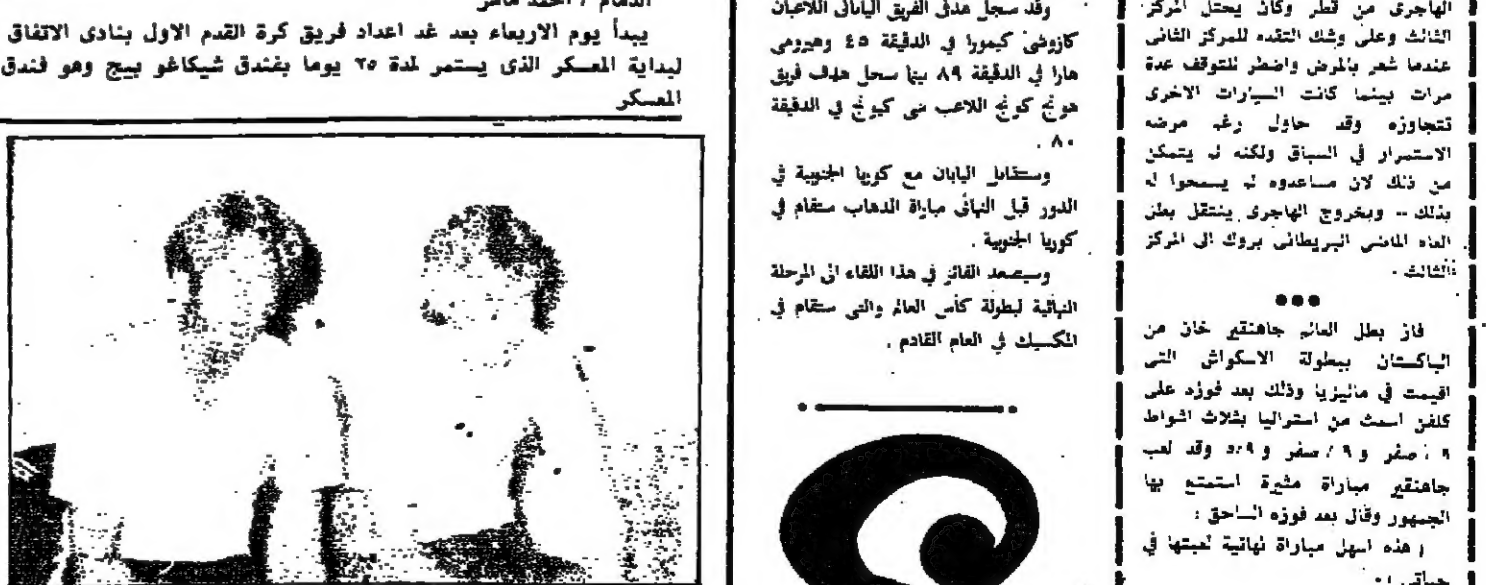 الهاجرى من قطر وكان يحتل المركز
الثالث وعلى وشك التقدم للمركز الثانى
عندما شعر بالمرض واضطر للتوقف عدة
مرات بينما كانت السيارات الاخرى
تتجاوزه وقد حاول رغم مرضه
الاستمرار في السباق ولكنه لم يتمكن
من ذلك لان مساعدوه لم يسمحوا له
بذلك -- وبخروج الهاجرى ينتقل بطل
العام الماضى البريطانى بروك الى المركز
الثالث .
●●●
فاز بطل العالم جاهنقير خان من
الباكستان ببطولة الاسكواش التى
اقيمت في ماليزيا وذلك بعد فوزه على
كلفن اسمث من استراليا بثلاث اشواط
٩ / صفر و ٩ / صفر و ٥/٩ وقد لعب
جاهنقير مباراة مثيرة استمتع بها
الجمهور وقال بعد فوزه الساحق :
( هذه اسهل مباراة نهائية لعبتها في
حياتى ) .
وقد سجل هدفى الفريق اليابانى اللاعبان
كازوشى كيمورا في الدقيقة ٤٥ وهيرومى
هارا في الدقيقة ٨٩ بينما سجل هدف فريق
هونج كونج اللاعب كيونج في الدقيقة
٨٠ .
وستقابل اليابان مع كوريا الجنوبية في
الدور قبل النهائى مباراة الذهاب ستقام في
كوريا الجنوبية .
وسيصعد الفائز في هذا اللقاء الى المرحلة
النهائية لبطولة كأس العالم والتى ستقام في
المكسيك في العام القادم .
الدمام / احمد ماهر
يبدأ يوم الاربعاء بعد غد اعداد فريق كرة القدم الاول بنادى الاتفاق
لبداية المعسكر الذى يستمر لمدة ٢٥ يوما بفندق شيكاغو بيج وهو فندق
المعسكر